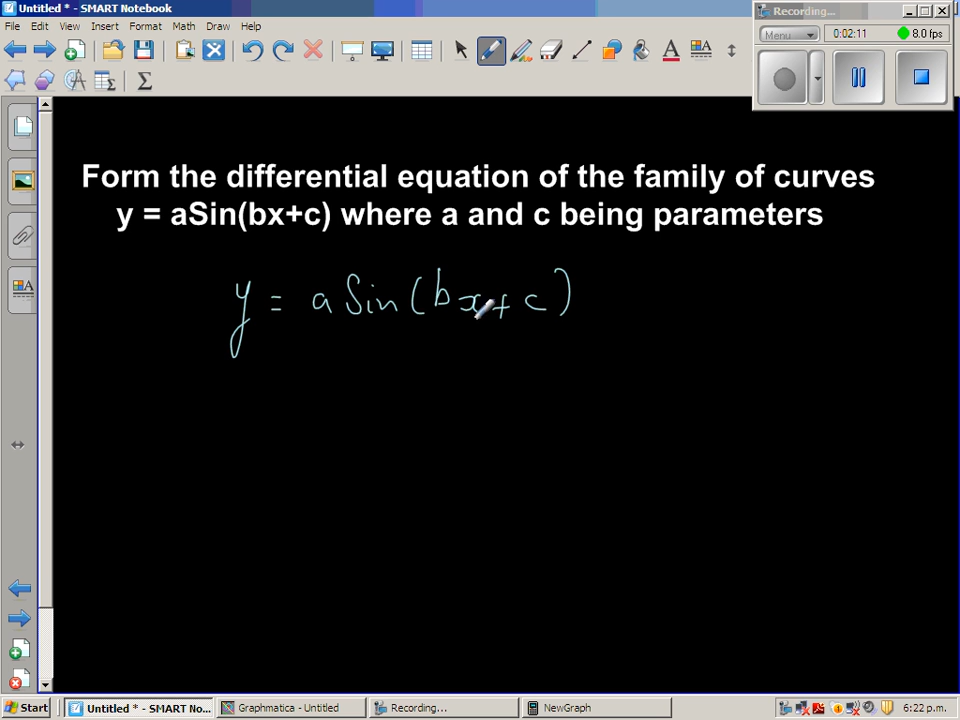 Untitled * - SMART Notebook
File Edit View Insert Format Math Draw Help
Recording...
Menu 0:02:11 8.0 fps
Form the differential equation of the family of curves
y = aSin(bx+c) where a and c being parameters
y = a Sin(bx+c)
Start Untitled * - SMART No... Graphmatica - Untitled Recording... NewGraph 6:22 p.m.